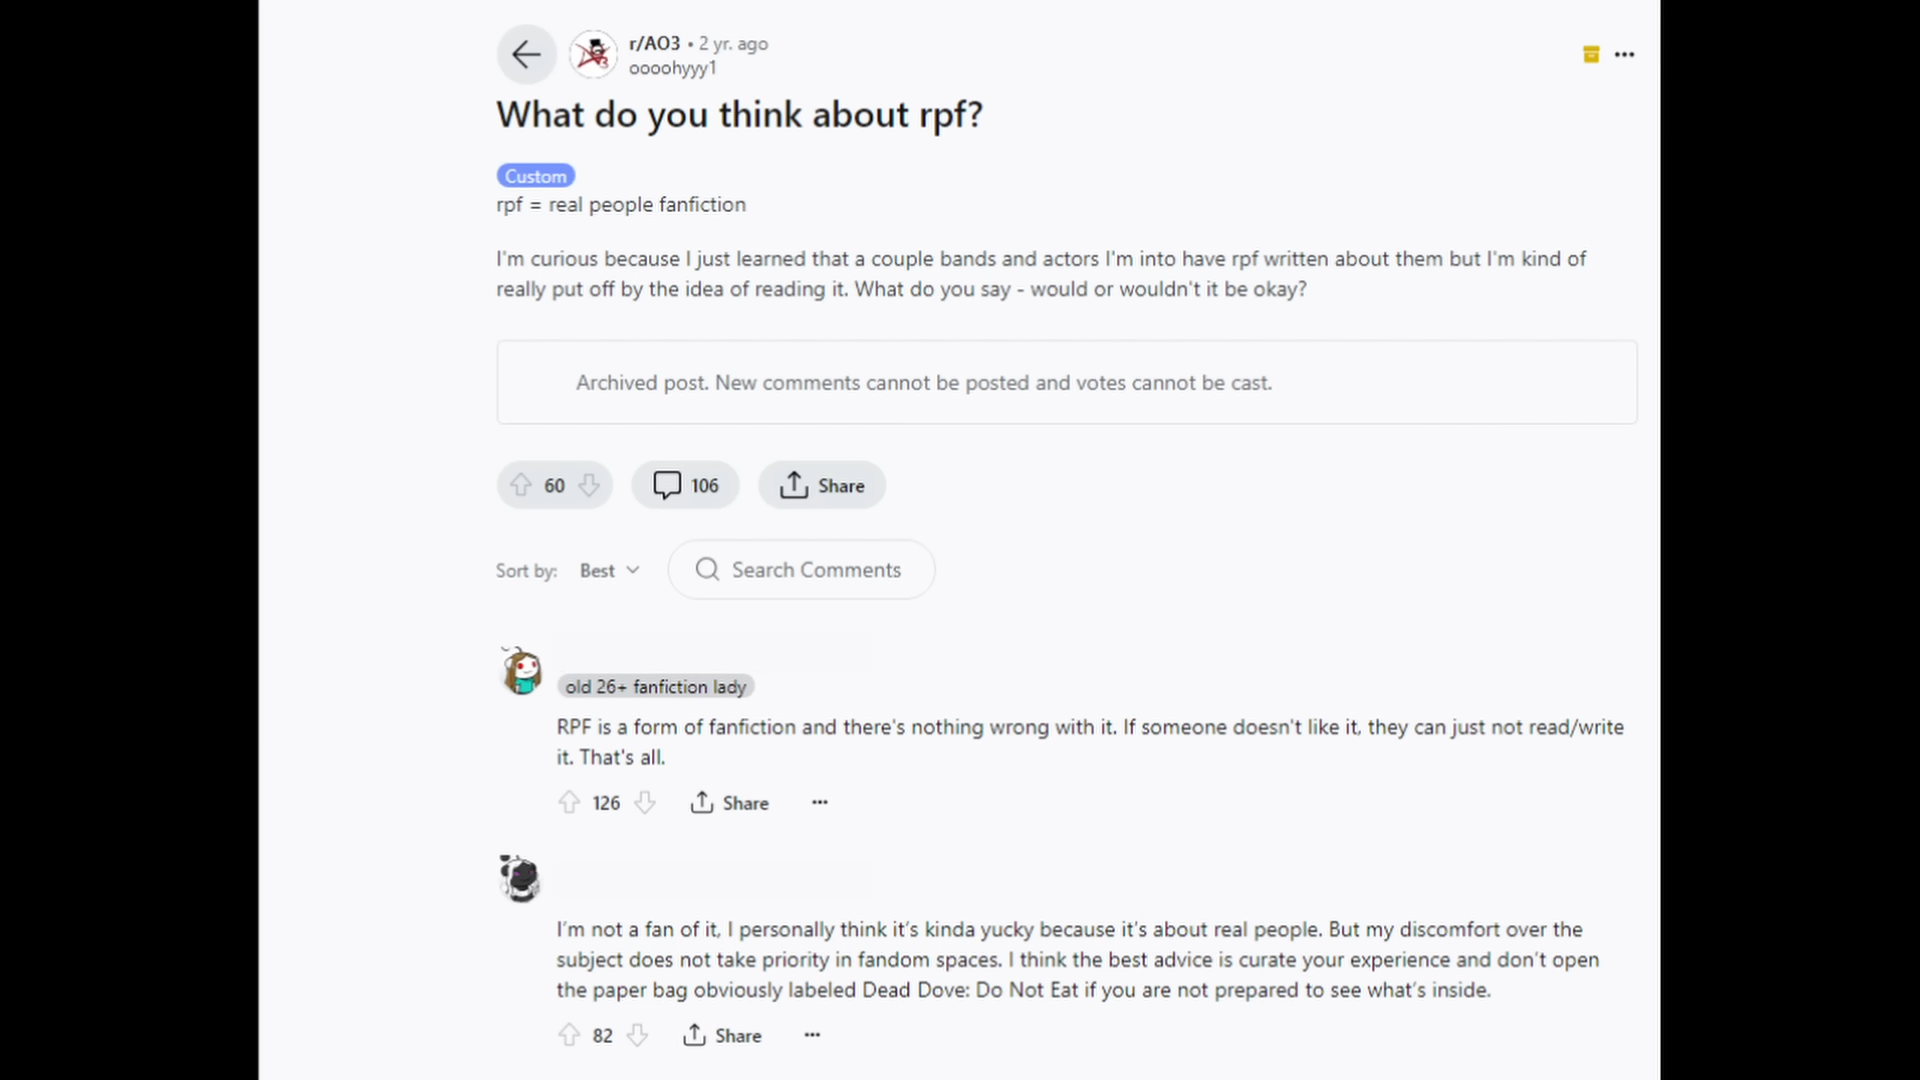 r/AO3 • 2 yr. ago
oooohyyy1
What do you think about rpf?
Custom
rpf = real people fanfiction
I'm curious because I just learned that a couple bands and actors I'm into have rpf written about them but I'm kind of
really put off by the idea of reading it. What do you say - would or wouldn't it be okay?
Archived post. New comments cannot be posted and votes cannot be cast.
60 106 Share
Sort by: Best Search Comments
old 26+ fanfiction lady
RPF is a form of fanfiction and there's nothing wrong with it. If someone doesn't like it, they can just not read/write
it. That's all.
126 Share
I'm not a fan of it, I personally think it's kinda yucky because it's about real people. But my discomfort over the
subject does not take priority in fandom spaces. I think the best advice is curate your experience and don't open
the paper bag obviously labeled Dead Dove: Do Not Eat if you are not prepared to see what's inside.
82 Share